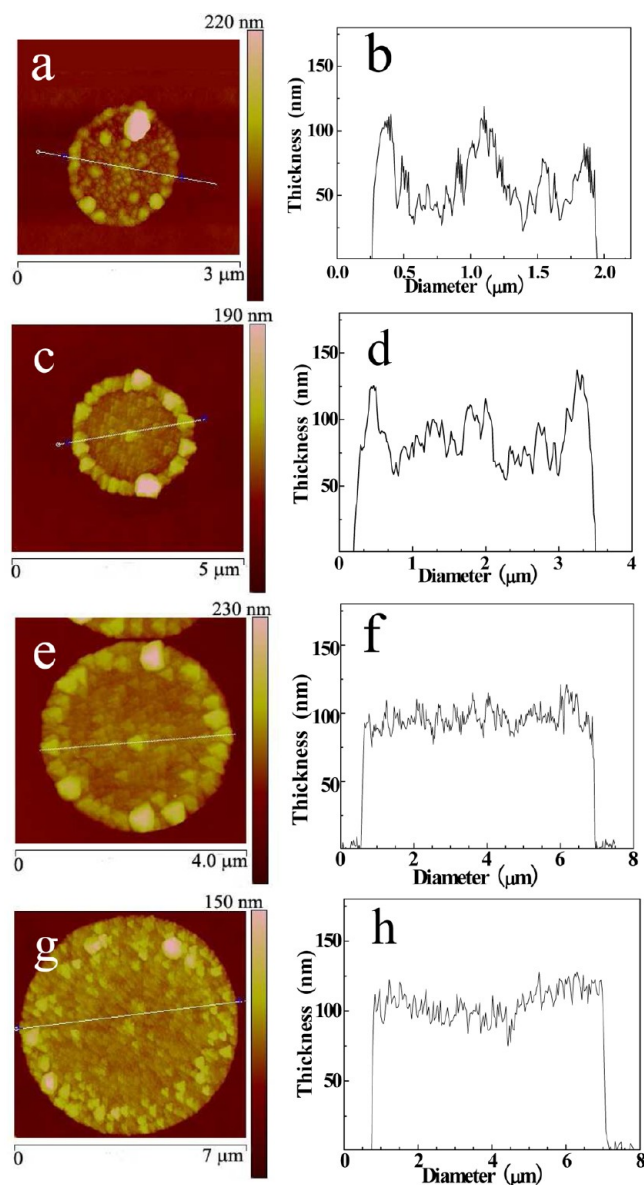 220 nm
a
0 3 μm
b
Thickness (nm)
150
100
50
0.0 0.5 1.0 1.5 2.0
Diameter (μm)
190 nm
c
0 5 μm
d
Thickness (nm)
150
100
50
1 2 3 4
Diameter (μm)
230 nm
e
0 4.0 μm
f
Thickness (nm)
150
100
50
0 2 4 6 8
Diameter (μm)
150 nm
g
0 7 μm
h
Thickness (nm)
150
100
50
0 2 4 6 8
Diameter (μm)